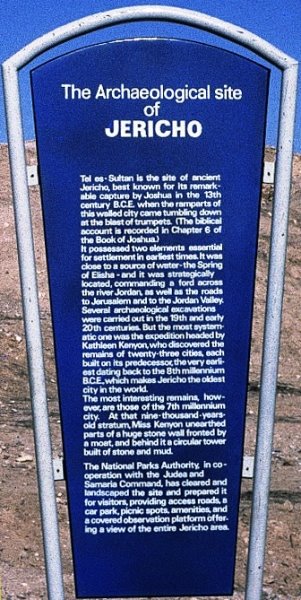 The Archaeological site
of
JERICHO
Tel es-Sultan is the site of ancient
Jericho, best known for its remark-
able capture by Joshua in the 13th
century B.C.E. when the ramparts of
this walled city came tumbling down
at the blast of trumpets. (The biblical
account is recorded in Chapter 6 of
the Book of Joshua.)
It possessed two elements essential
for settlement in earliest times. It was
close to a source of water-the Spring
of Elisha-and it was strategically
located, commanding a ford across
the river Jordan, as well as the roads
to Jerusalem and to the Jordan Valley.
Several archaeological excavations
were carried out in the 19th and early
20th centuries. But the most system-
atic one was the expedition headed by
Kathleen Kenyon, who discovered the
remains of twenty-three cities, each
built on its predecessor, the very earli-
est dating back to the 8th millennium
B.C.E., which makes Jericho the oldest
city in the world.
The most interesting remains, how-
ever, are those of the 7th millennium
city. At that nine-thousand-years-
old stratum, Miss Kenyon unearthed
parts of a huge stone wall fronted by
a moat, and behind it a circular tower
built of stone and mud.
The National Parks Authority, in co-
operation with the Judea and
Samaria Command, has cleared and
landscaped the site and prepared it
for visitors, providing access roads, a
car park, picnic spots, amenities, and
a covered observation platform offer-
ing a view of the entire Jericho area.